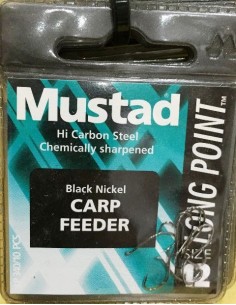 Mustad
Hi Carbon Steel
Chemically sharpened
Black Nickel
CARP
FEEDER
LONG POINT™
SIZE
12